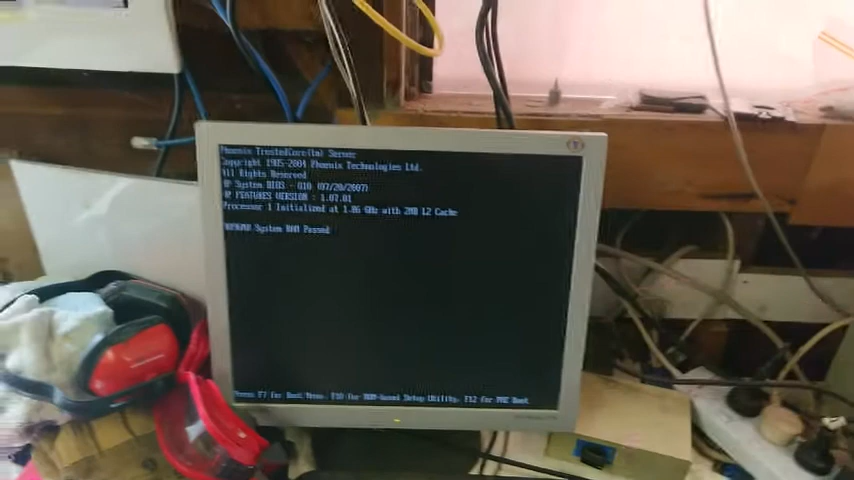 Phoenix TrustedCore(tm) Server
Copyright 1985-2004 Phoenix Technologies Ltd.
All Rights Reserved
HP System BIOS - O10 (07/20/2007)
HP FEATURES VERSION : 1.07.01
Processor 1 Initialized at 1.86 GHz with 2MB L2 Cache
System RAM Passed
Press F7 for Boot Menu, F10 for ROM-based Setup Utility, F12 for PXE Boot